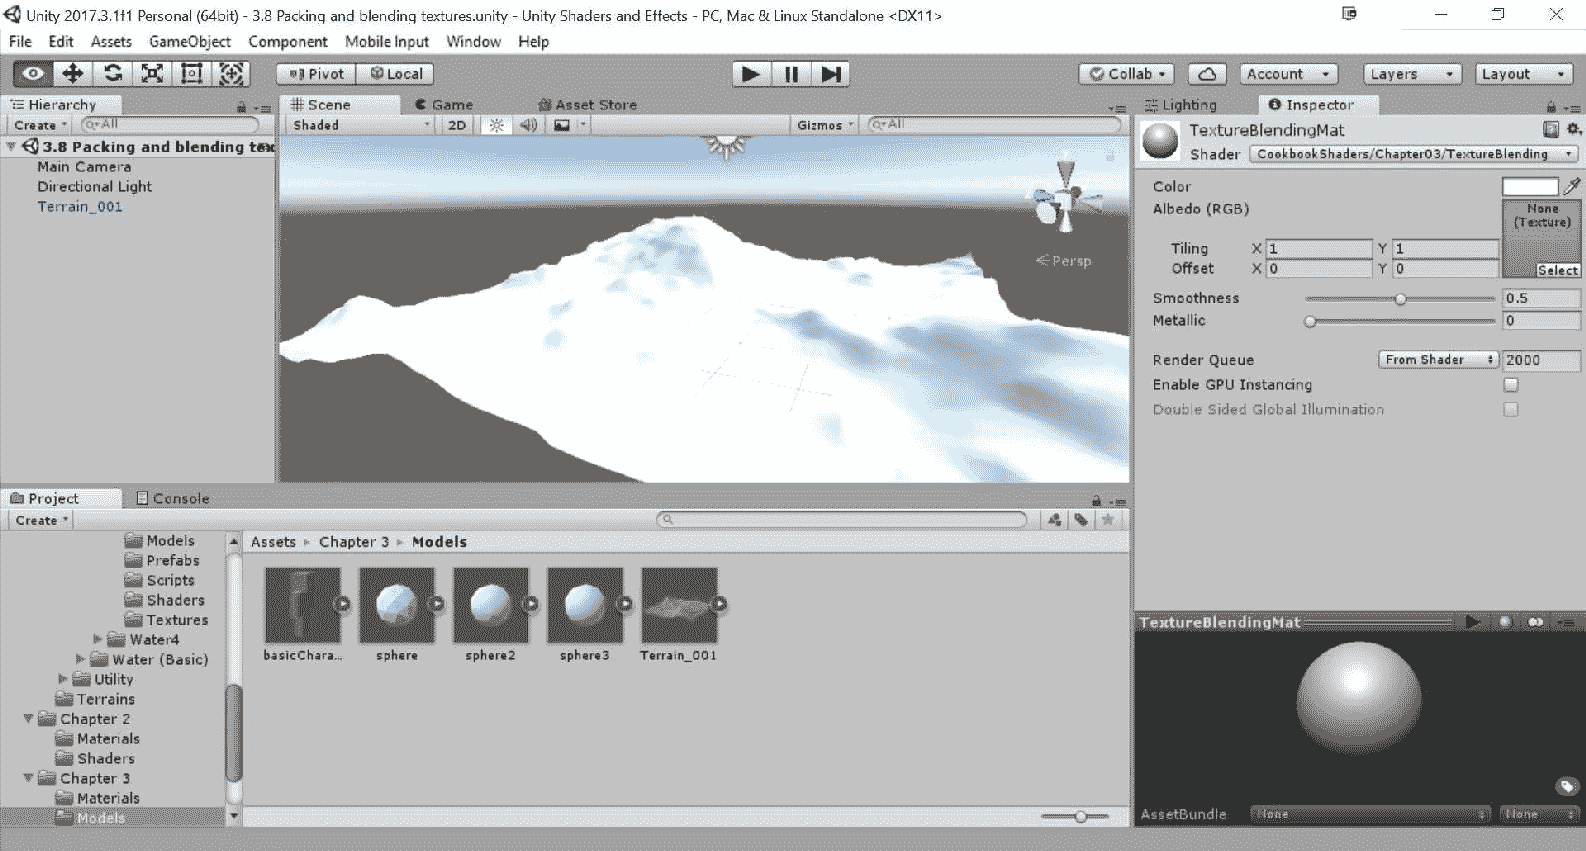 Unity 2017.3.1f1 Personal (64bit) - 3.8 Packing and blending textures.unity - Unity Shaders and Effects - PC, Mac & Linux Standalone <DX11>
File Edit Assets GameObject Component Mobile Input Window Help
Pivot Local Collab Account Layers Layout
Hierarchy
Create All
3.8 Packing and blending tex
Main Camera
Directional Light
Terrain_001
Scene Game Asset Store
Shaded 2D Gizmos All
Persp
Lighting Inspector
TextureBlendingMat
Shader CookbookShaders/Chapter03/TextureBlending
Color
Albedo (RGB)
None
(Texture)
Tiling X 1 Y 1
Offset X 0 Y 0
Select
Smoothness 0.5
Metallic 0
Render Queue From Shader 2000
Enable GPU Instancing
Double Sided Global Illumination
Project Console
Create
Models
Prefabs
Scripts
Shaders
Textures
Water4
Water (Basic)
Utility
Terrains
Chapter 2
Materials
Shaders
Chapter 3
Materials
Models
Assets Chapter 3 Models
basicChara... sphere sphere2 sphere3 Terrain_001
TextureBlendingMat
AssetBundle None None